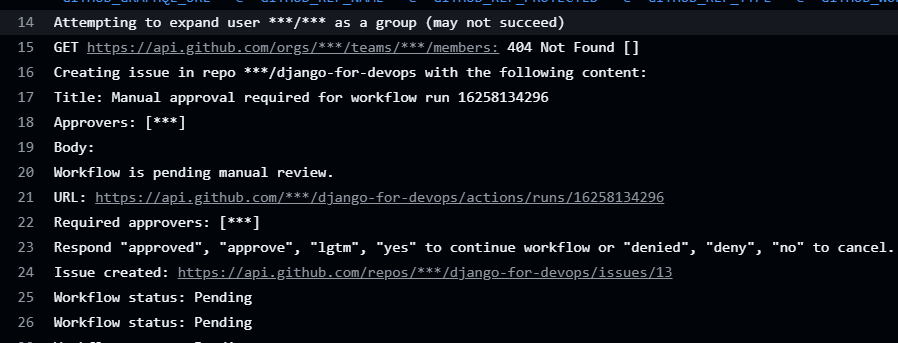 14 Attempting to expand user ***/*** as a group (may not succeed)
15 GET https://api.github.com/orgs/***/teams/***/members: 404 Not Found []
16 Creating issue in repo ***/django-for-devops with the following content:
17 Title: Manual approval required for workflow run 16258134296
18 Approvers: [***]
19 Body:
20 Workflow is pending manual review.
21 URL: https://api.github.com/***/django-for-devops/actions/runs/16258134296
22 Required approvers: [***]
23 Respond "approved", "approve", "lgtm", "yes" to continue workflow or "denied", "deny", "no" to cancel.
24 Issue created: https://api.github.com/repos/***/django-for-devops/issues/13
25 Workflow status: Pending
26 Workflow status: Pending